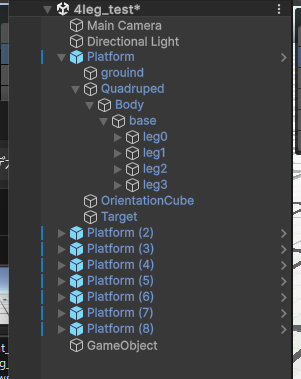 4leg_test*
Main Camera
Directional Light
Platform
ground
Quadruped
Body
base
leg0
leg1
leg2
leg3
OrientationCube
Target
Platform (2)
Platform (3)
Platform (4)
Platform (5)
Platform (6)
Platform (7)
Platform (8)
GameObject